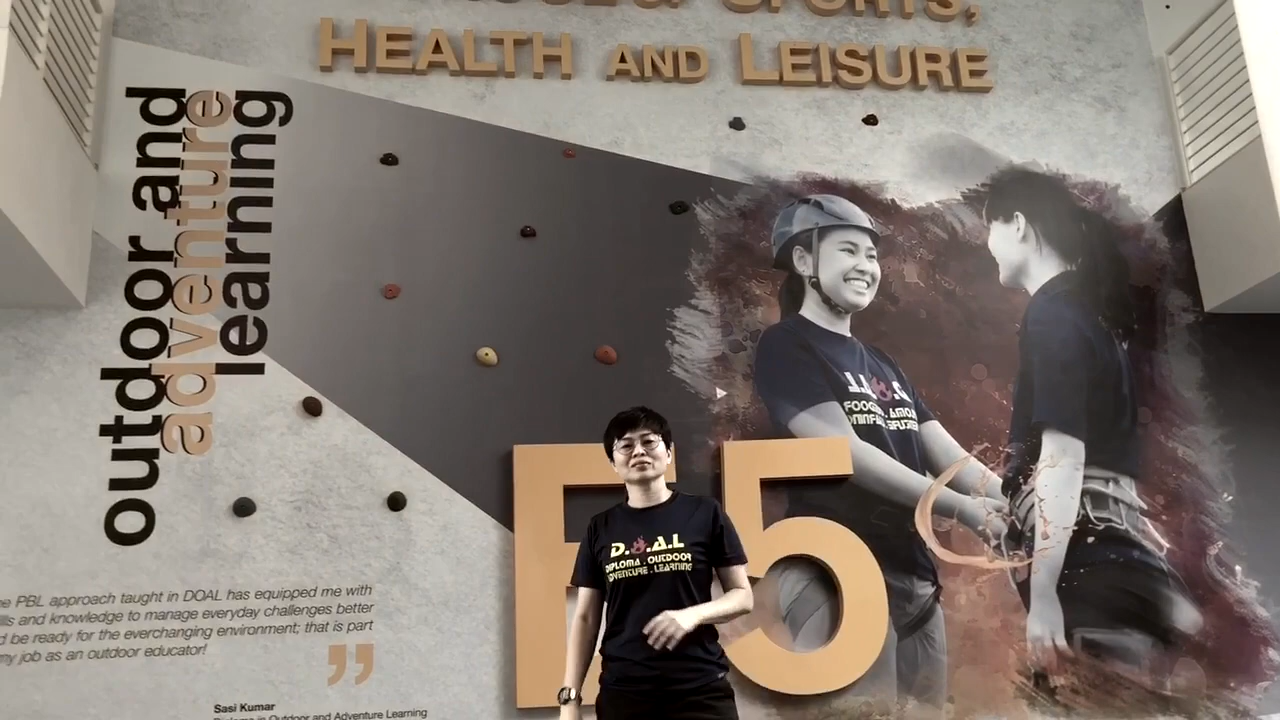 SPORTS,
HEALTH AND LEISURE
outdoor and
adventure
learning
E5
D.O.A.L
DIPLOMA . OUTDOOR
ADVENTURE . LEARNING
PBL approach taught in DOAL has equipped me with
and knowledge to manage everyday challenges better
be ready for the everchanging environment; that is part
my job as an outdoor educator!
”
Sasi Kumar
Diploma in Outdoor and Adventure Learning